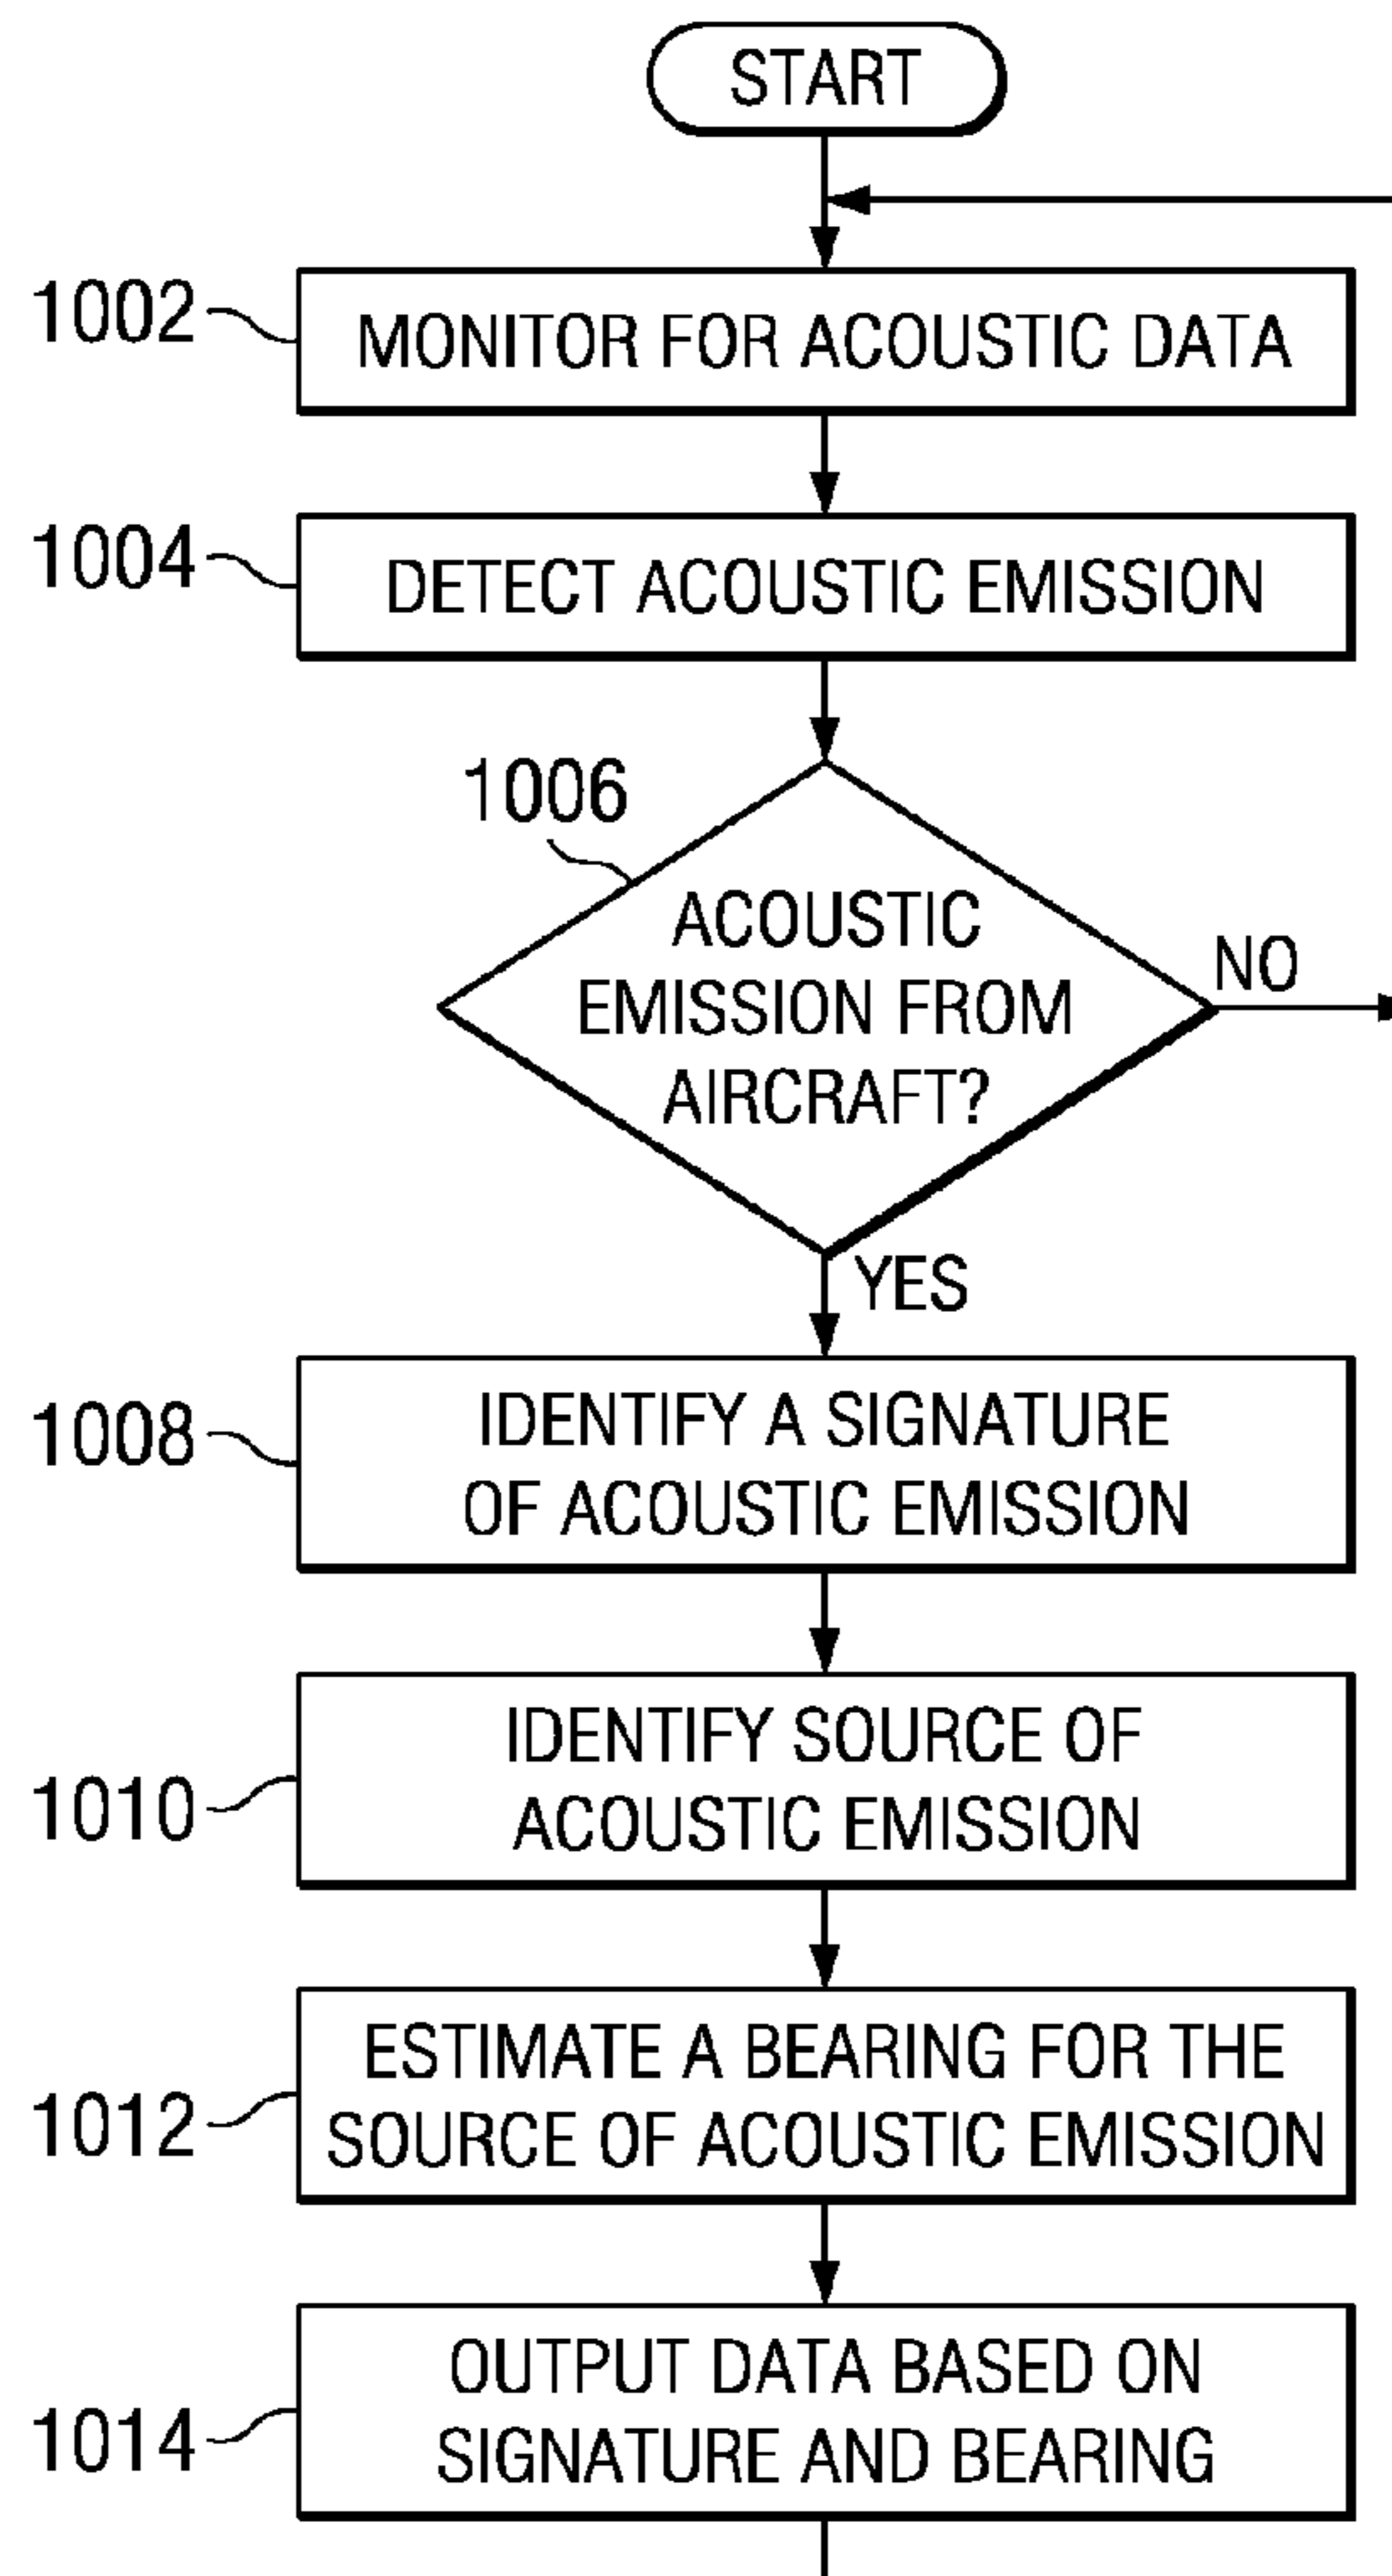 START
1002
MONITOR FOR ACOUSTIC DATA
1004
DETECT ACOUSTIC EMISSION
1006
ACOUSTIC
EMISSION FROM
AIRCRAFT?
NO
YES
1008
IDENTIFY A SIGNATURE
OF ACOUSTIC EMISSION
1010
IDENTIFY SOURCE OF
ACOUSTIC EMISSION
1012
ESTIMATE A BEARING FOR THE
SOURCE OF ACOUSTIC EMISSION
1014
OUTPUT DATA BASED ON
SIGNATURE AND BEARING